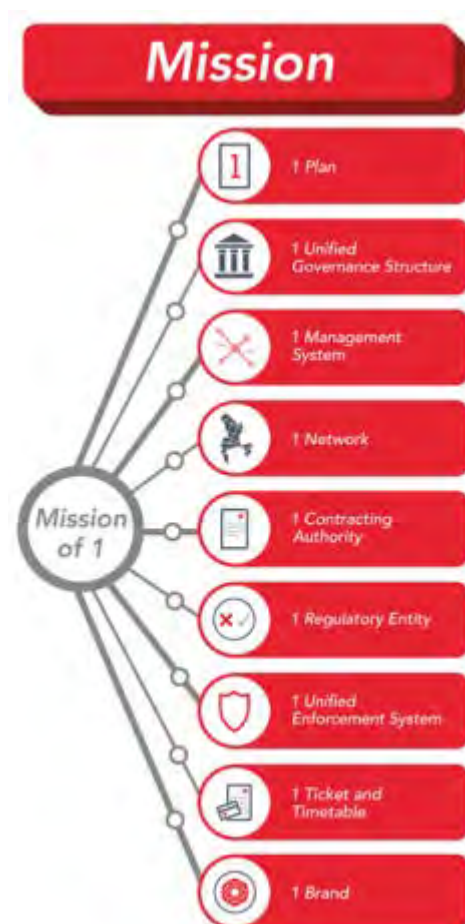 Mission
1
1 Plan
1 Unified
Governance Structure
1 Management
System
1 Network
Mission
of 1
1 Contracting
Authority
1 Regulatory Entity
1 Unified
Enforcement System
1 Ticket and
Timetable
1 Brand